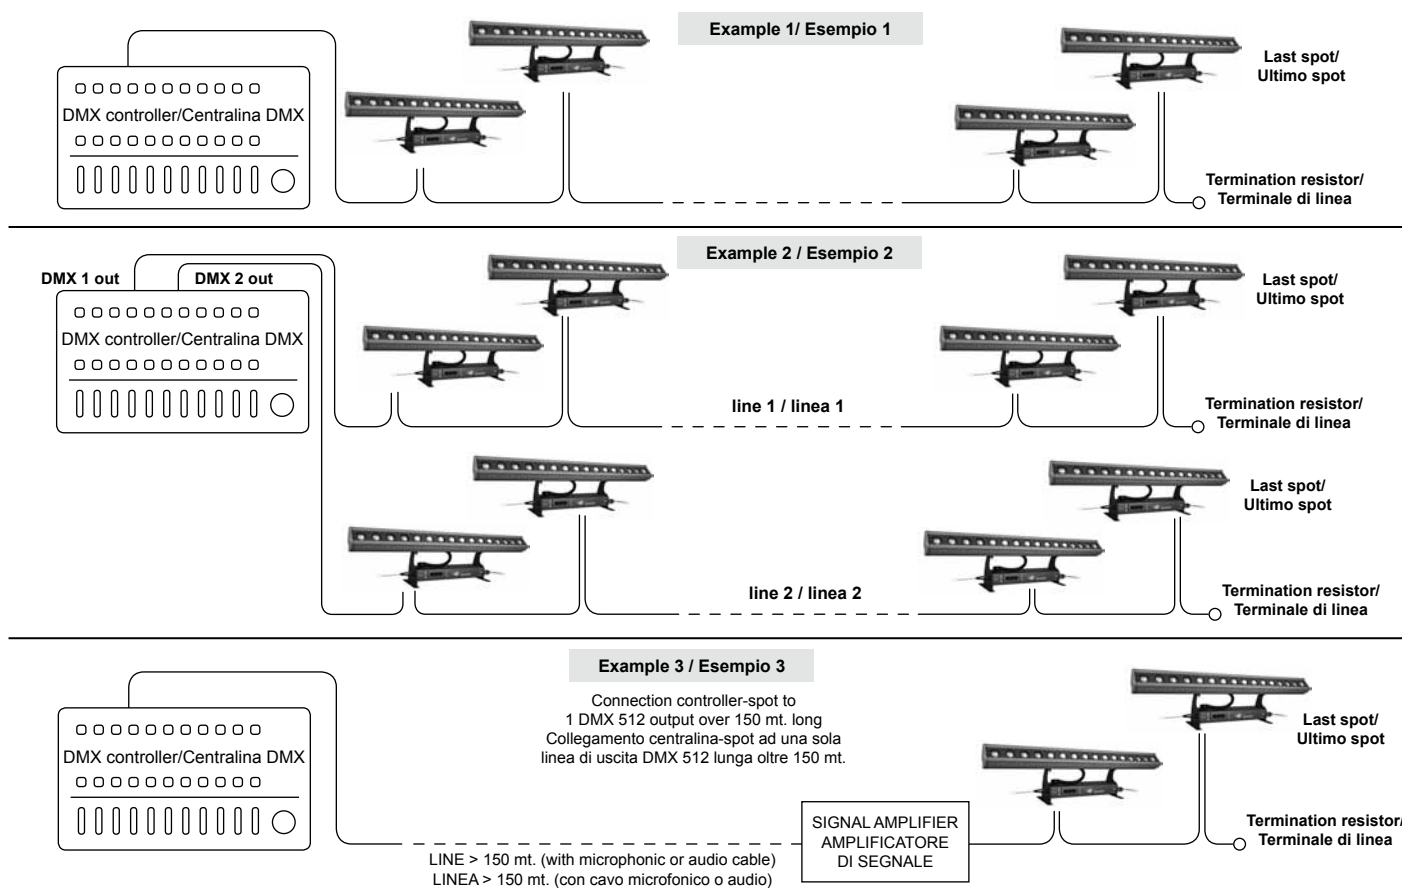 Example 1/ Esempio 1
Last spot/
Ultimo spot
DMX controller/Centralina DMX
Termination resistor/
Terminale di linea
Example 2 / Esempio 2
DMX 1 out
DMX 2 out
Last spot/
Ultimo spot
DMX controller/Centralina DMX
line 1 / linea 1
Termination resistor/
Terminale di linea
Last spot/
Ultimo spot
line 2 / linea 2
Termination resistor/
Terminale di linea
Example 3 / Esempio 3
Connection controller-spot to
1 DMX 512 output over 150 mt. long
Collegamento centralina-spot ad una sola
linea di uscita DMX 512 lunga oltre 150 mt.
Last spot/
Ultimo spot
DMX controller/Centralina DMX
SIGNAL AMPLIFIER
AMPLIFICATORE
DI SEGNALE
Termination resistor/
Terminale di linea
LINE > 150 mt. (with microphonic or audio cable)
LINEA > 150 mt. (con cavo microfonico o audio)